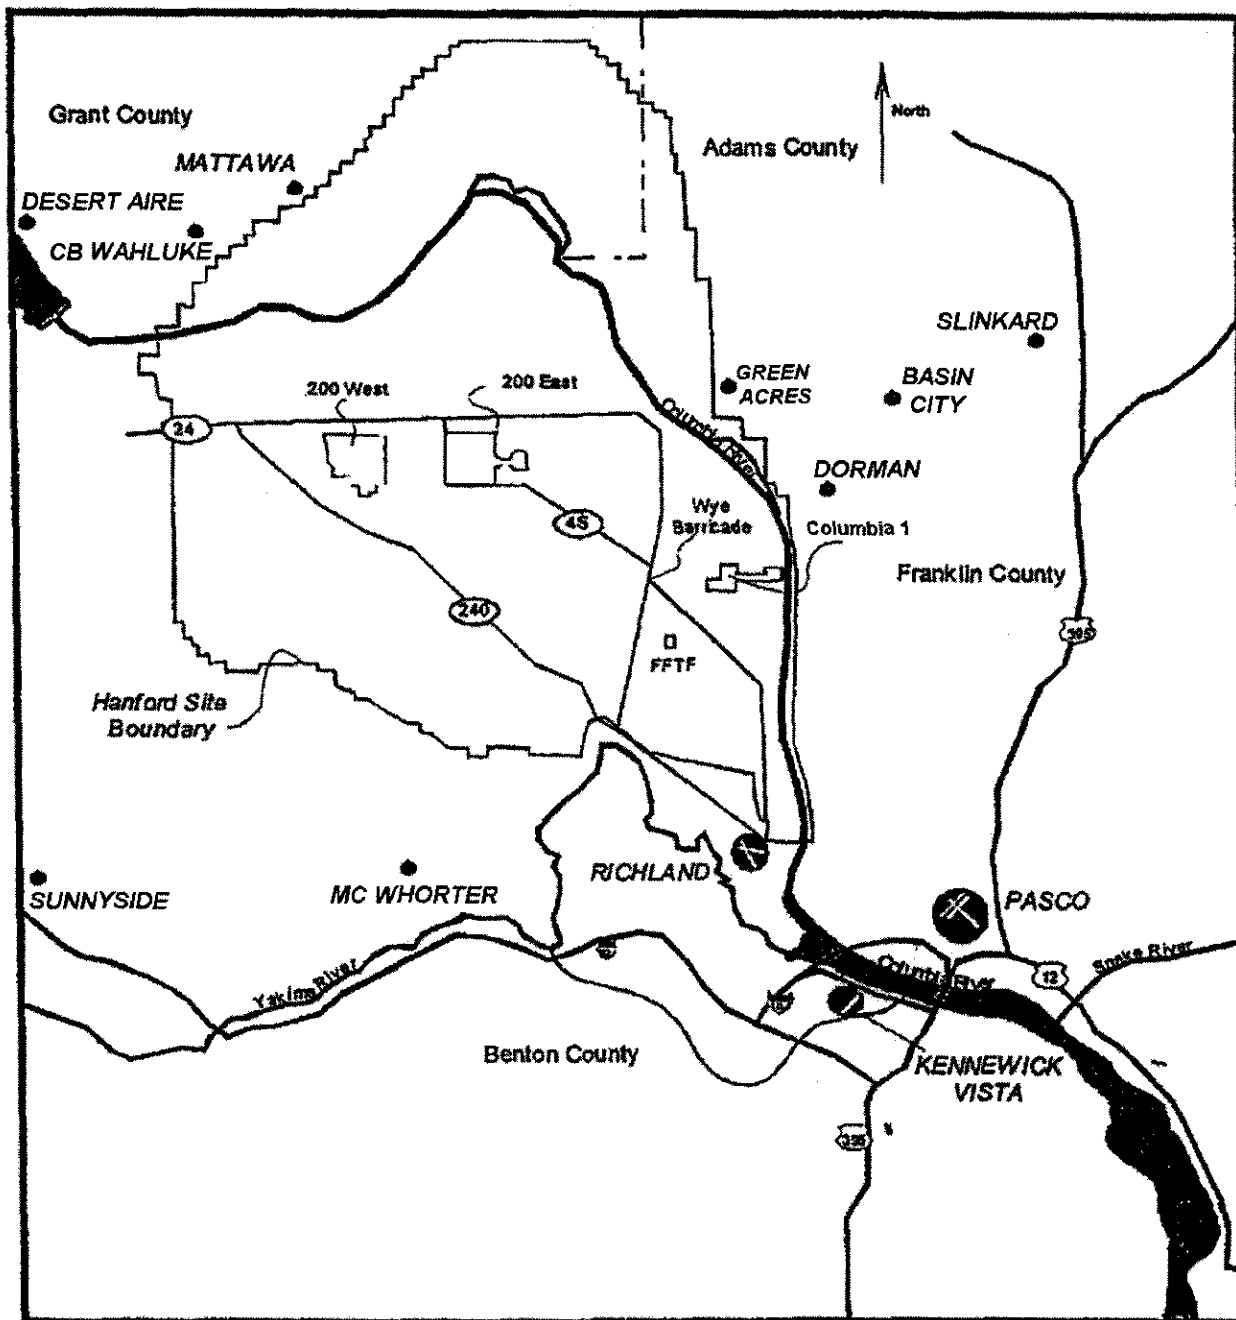 Grant County
North
Adams County
MATTAWA
DESERT AIRE
CB WAHLUKE
SLINKARD
200 West
200 East
GREEN
ACRES
BASIN
CITY
Columbia River
24
DORMAN
4S
Wye
Barricade
Columbia 1
Franklin County
240
395
FFTF
Hanford Site
Boundary
RICHLAND
SUNNYSIDE
MC WHORTER
PASCO
Yakima River
Columbia River
12
Snake River
Benton County
KENNEWICK
VISTA
395